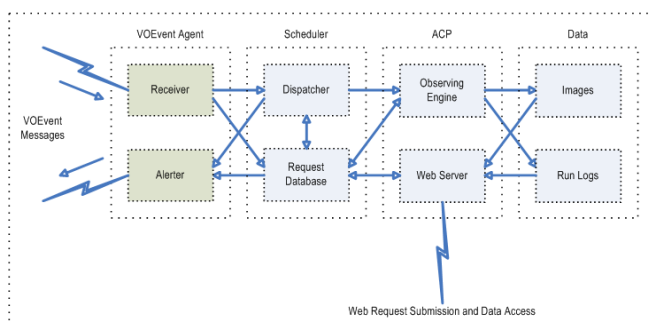 VOEvent Agent
Scheduler
ACP
Data
Receiver
Dispatcher
Observing
Engine
Images
VOEvent
Messages
Alerter
Request
Database
Web Server
Run Logs
Web Request Submission and Data Access